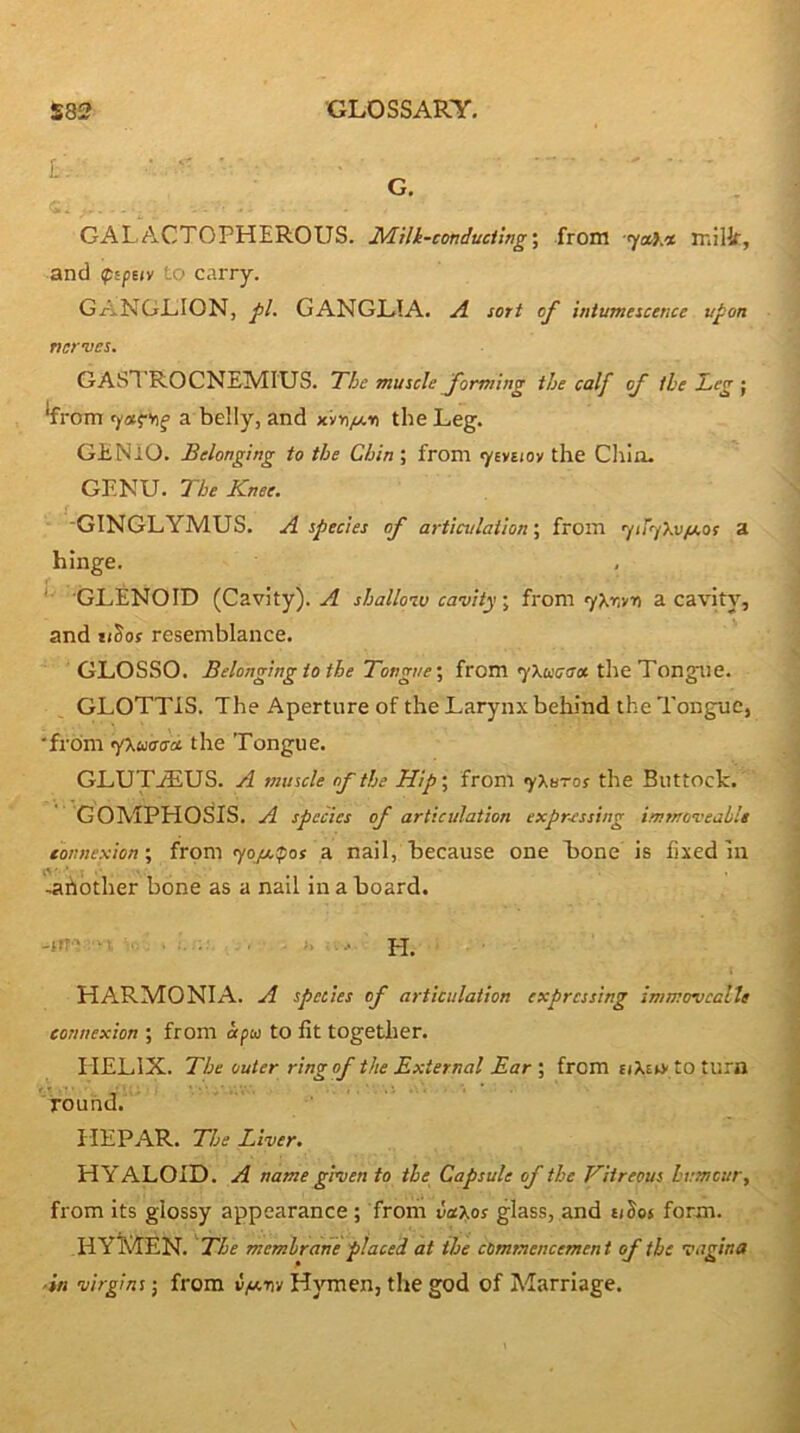 582 GLOSSARY.
G.
GALACTOPHEROUS. Milk-conducting; from γαλα milk,
and φερειν to carry.
GANGLION, pl. GANGLIA. A sort of intumescence upon
nerves.
GASTROCNEMIUS. The muscle forming the calf of the Leg;
from γαϛηρ a belly, and κνημη the Leg.
GENIO. Belonging to the Chin; from γενειον the Chin.
GENU. The Knee.
GINGLYMUS. A species of articulation; from γιγγλυμος a
hinge.
GLENOID (Cavity). A shallow cavity; from γληνη a cavity,
and ειδος resemblance.
GLOSSO. Belonging to the Tongue; from γλωσσα the Tongue.
GLOTTIS. The Aperture of the Larynx behind the Tongue,
from γλωσσα the Tongue.
GLUTÆUS. A muscle of the Hip; from γλȣτος the Buttock.
GOMPHOSIS. A species of articulation expressing immoveable
connexion; from γομφος a nail, because one bone is fixed in
another bone as a nail in a board.
H.
HARMONIA. A species of articulation expressing immoveable
connexion; from ἀρω to fit together.
HELIX. The outer ring of the External Ear; from ειλειν to turn
round.
HEPAR. The Liver.
HYALOID. A name given to the Capsule of the Vitreous humour,
from its glossy appearance; from ὑαλος glass, and ειδος form.
HYMEN. The membrane placed at the commencement of the vagina
in virgins; from ὑμην Hymen, the god of Marriage.